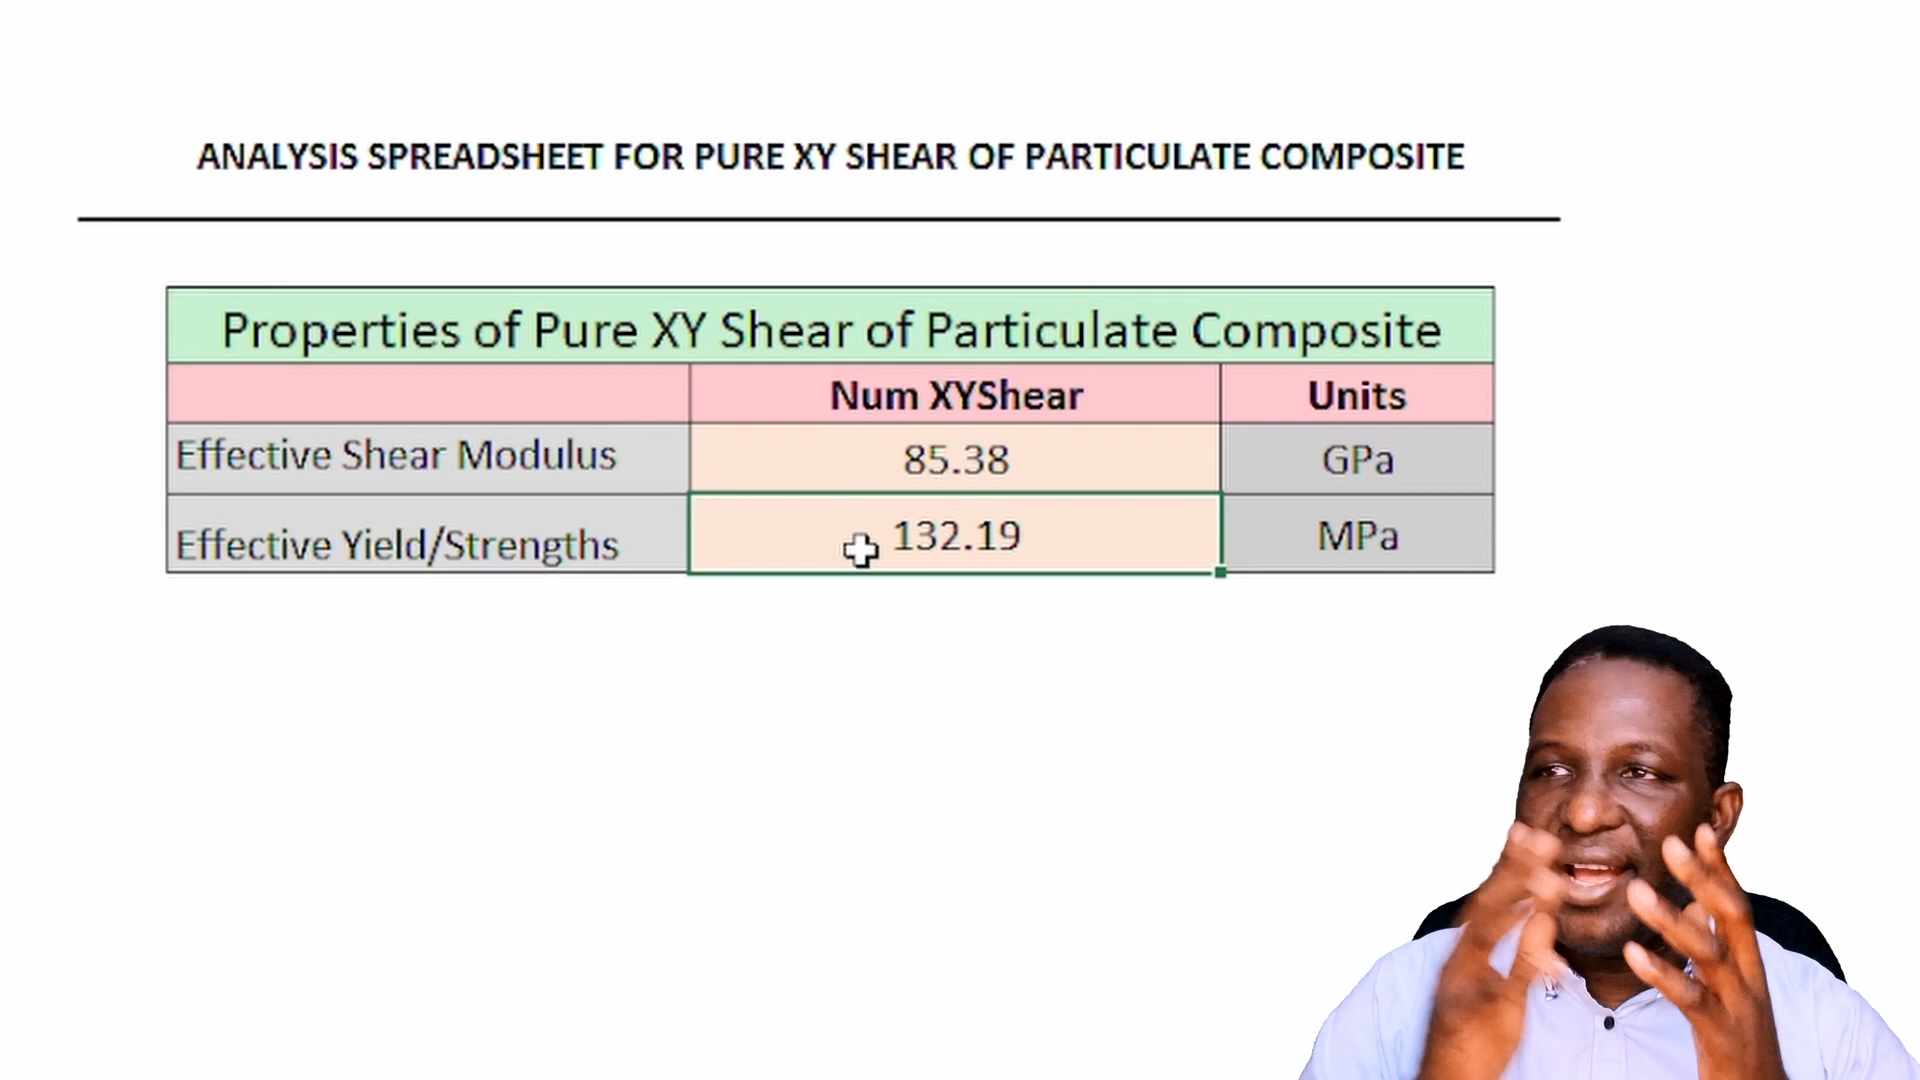 ANALYSIS SPREADSHEET FOR PURE XY SHEAR OF PARTICULATE COMPOSITE
Properties of Pure XY Shear of Particulate Composite
Num XYShear Units
Effective Shear Modulus 85.38 GPa
Effective Yield/Strengths 132.19 MPa